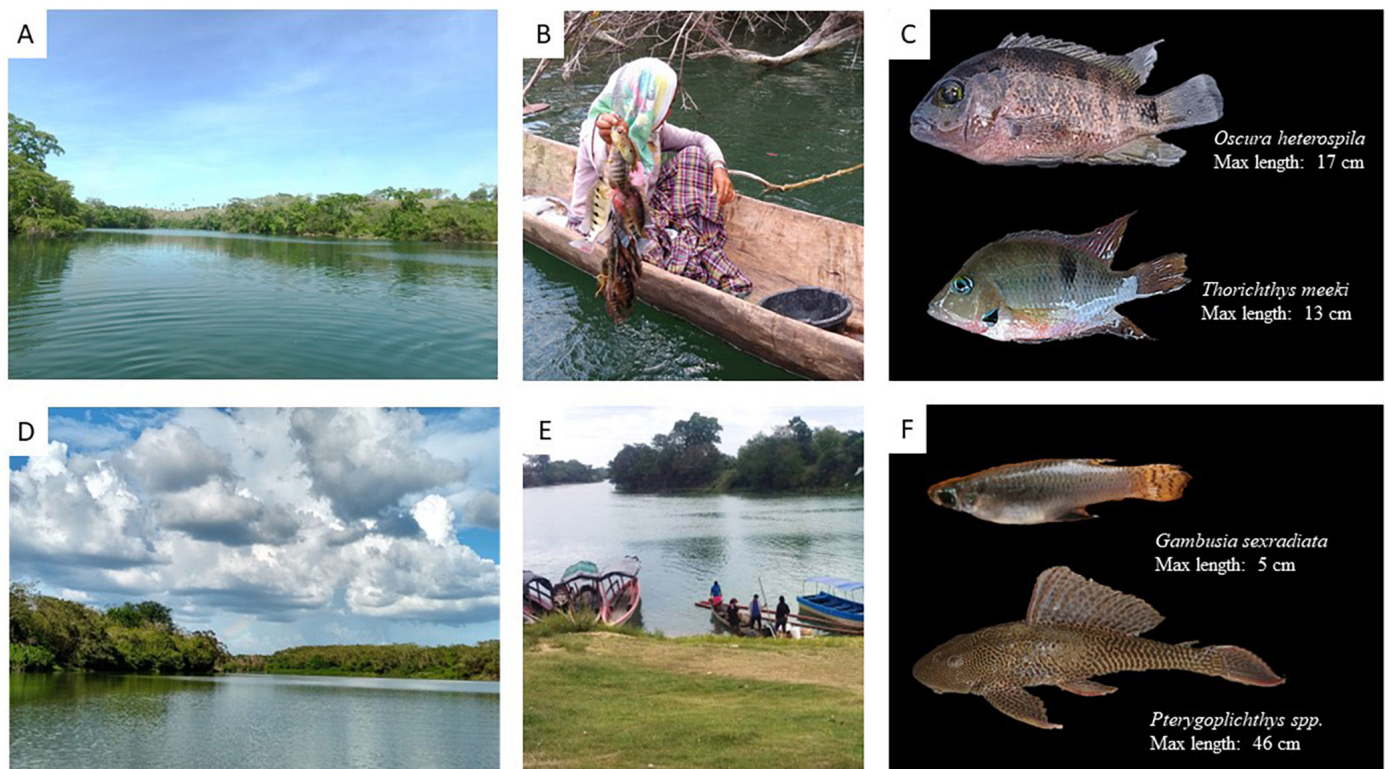 A
B
C
Oscura heterospila
Max length: 17 cm
Thorichthys meeki
Max length: 13 cm
D
E
F
Gambusia sexradiata
Max length: 5 cm
Pterygoplichthys spp.
Max length: 46 cm